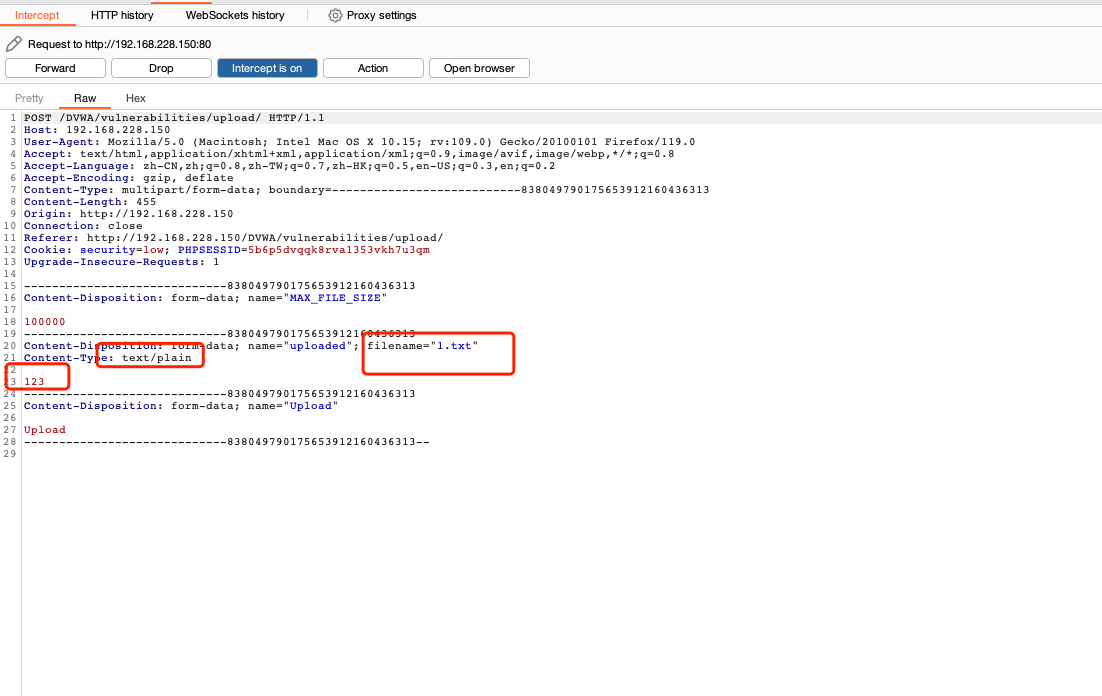 Intercept HTTP history WebSockets history Proxy settings
Request to http://192.168.228.150:80
Forward Drop Intercept is on Action Open browser
Pretty Raw Hex
1 POST /DVWA/vulnerabilities/upload/ HTTP/1.1
2 Host: 192.168.228.150
3 User-Agent: Mozilla/5.0 (Macintosh; Intel Mac OS X 10.15; rv:109.0) Gecko/20100101 Firefox/119.0
4 Accept: text/html,application/xhtml+xml,application/xml;q=0.9,image/avif,image/webp,*/*;q=0.8
5 Accept-Language: zh-CN,zh;q=0.8,zh-TW;q=0.7,zh-HK;q=0.5,en-US;q=0.3,en;q=0.2
6 Accept-Encoding: gzip, deflate
7 Content-Type: multipart/form-data; boundary=---------------------------8380497901756539121604​36313
8 Content-Length: 455
9 Origin: http://192.168.228.150
10 Connection: close
11 Referer: http://192.168.228.150/DVWA/vulnerabilities/upload/
12 Cookie: security=low; PHPSESSID=5b6p5dvqqk8rval353vkh7u3qm
13 Upgrade-Insecure-Requests: 1
14
15 -----------------------------838049790175653912160436313
16 Content-Disposition: form-data; name="MAX_FILE_SIZE"
17
18 100000
19 -----------------------------838049790175653912160436313
20 Content-Disposition: form-data; name="uploaded"; filename="1.txt"
21 Content-Type: text/plain
22
23 123
24 -----------------------------838049790175653912160436313
25 Content-Disposition: form-data; name="Upload"
26
27 Upload
28 -----------------------------838049790175653912160436313--
29